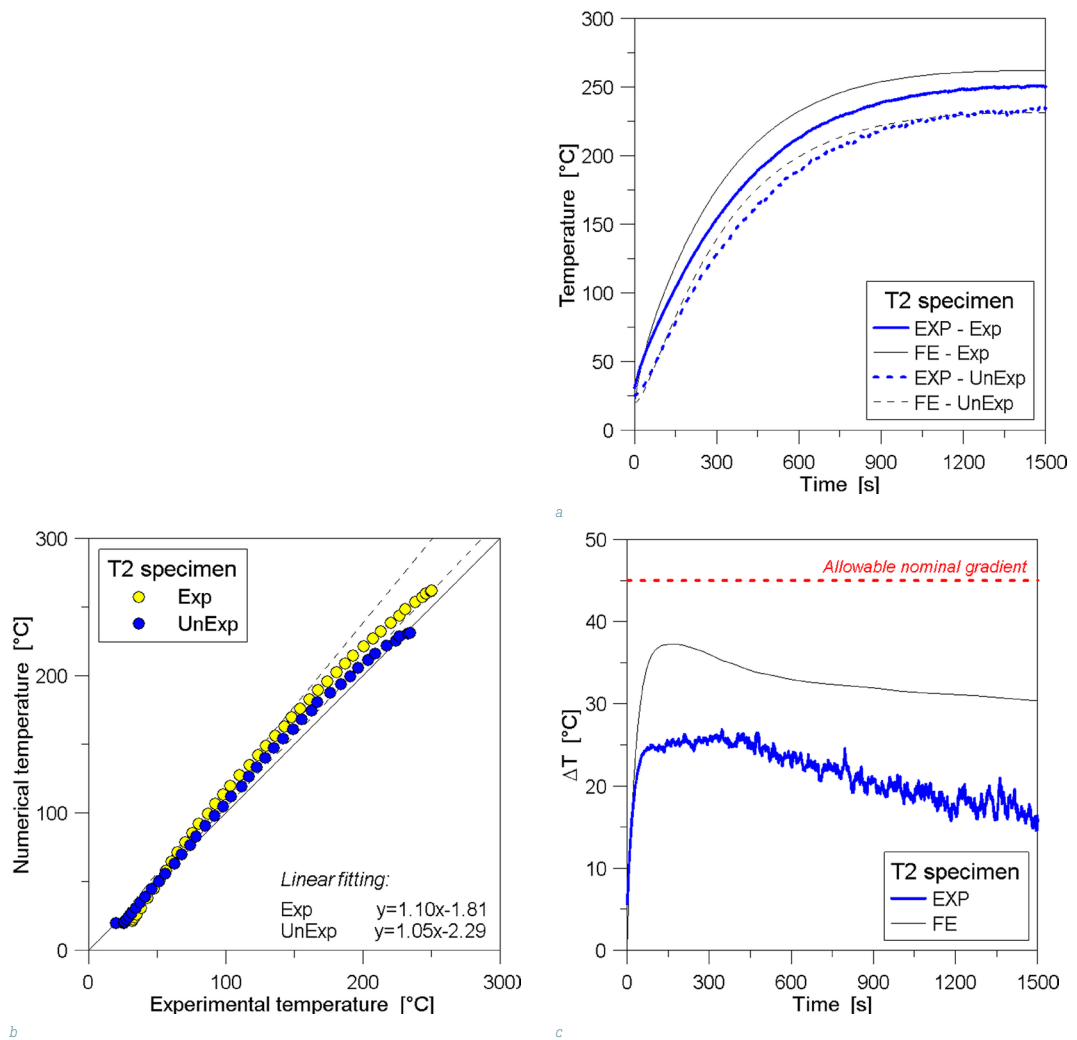 300
250
200
150
100
50
0
Temperature [°C]
T2 specimen
EXP - Exp
FE - Exp
EXP - UnExp
FE - UnExp
0 300 600 900 1200 1500
Time [s]
a
300
200
100
0
Numerical temperature [°C]
T2 specimen
Exp
UnExp
Linear fitting:
Exp y=1.10x-1.81
UnExp y=1.05x-2.29
0 100 200 300
Experimental temperature [°C]
b
50
40
30
20
10
0
ΔT [°C]
Allowable nominal gradient
T2 specimen
EXP
FE
0 300 600 900 1200 1500
Time [s]
c